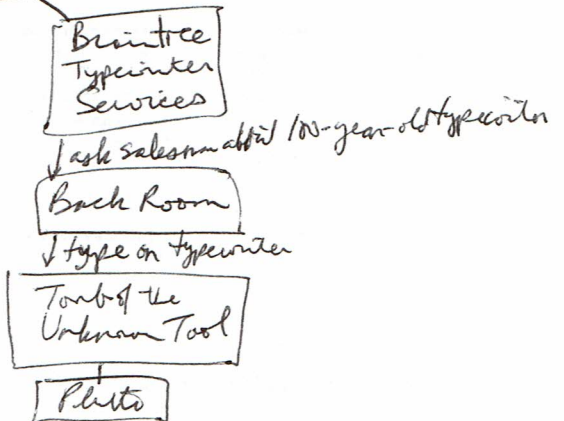 Braintree
Typewriter
Services
ask salesman about 100-year-old typewriter
Back Room
type on typewriter
Tomb of the
Unknown Tool
Pluto